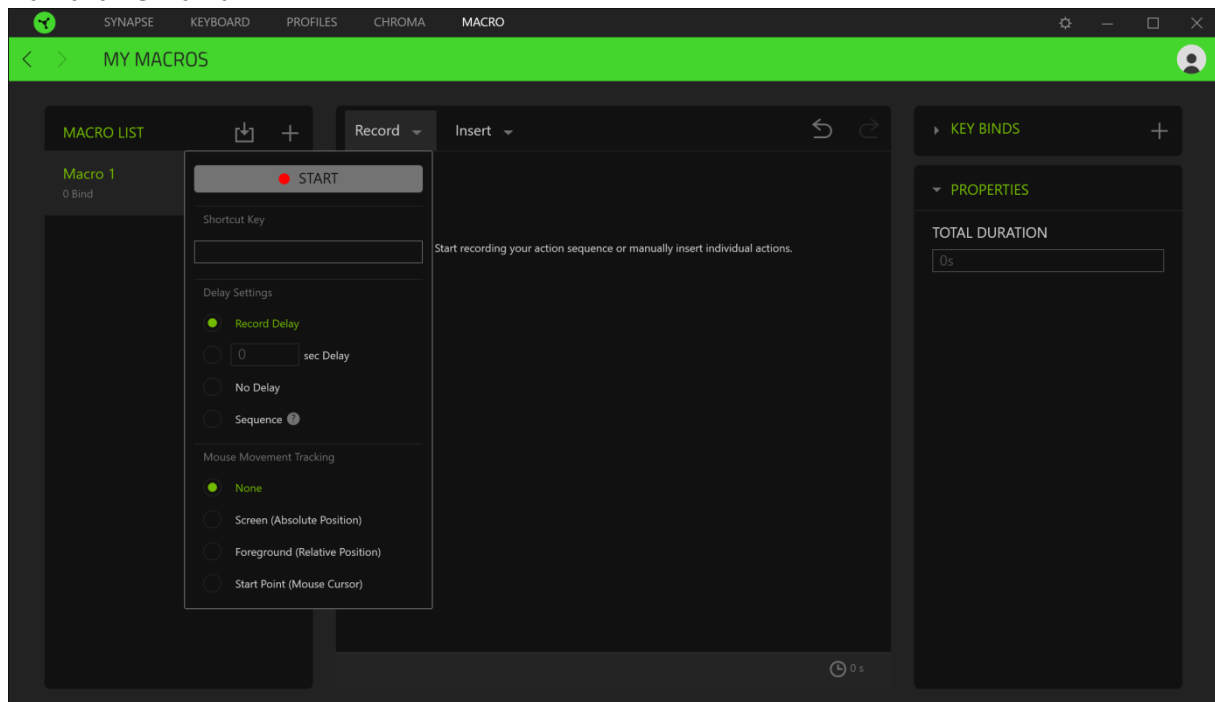 SYNAPSE KEYBOARD PROFILES CHROMA MACRO
MY MACROS
MACRO LIST
Macro 1
0 Bind
Record Insert
START
Shortcut Key
Delay Settings
Record Delay
0 sec Delay
No Delay
Sequence ?
Mouse Movement Tracking
None
Screen (Absolute Position)
Foreground (Relative Position)
Start Point (Mouse Cursor)
Start recording your action sequence or manually insert individual actions.
0 s
KEY BINDS
PROPERTIES
TOTAL DURATION
0s